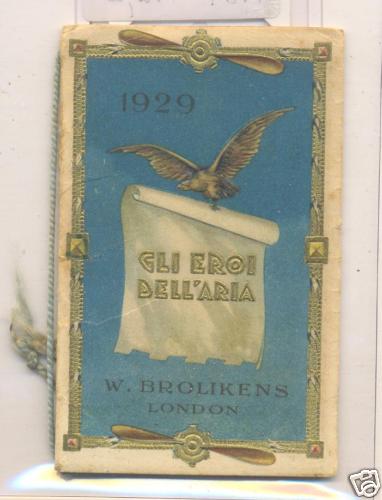 1929
GLI EROI
DELL'ARIA
W. BROLIKENS
LONDON